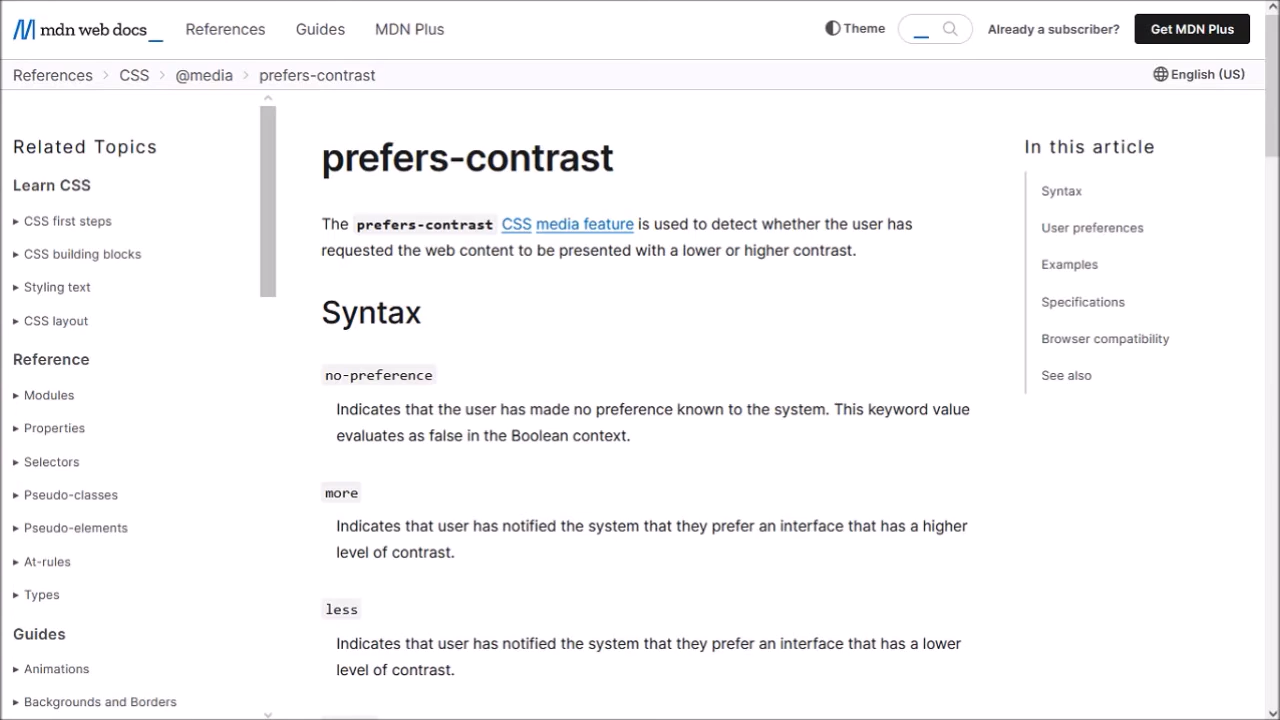 mdn web docs_ References Guides MDN Plus Theme Already a subscriber? Get MDN Plus
References CSS @media prefers-contrast English (US)
Related Topics
Learn CSS
CSS first steps
CSS building blocks
Styling text
CSS layout
Reference
Modules
Properties
Selectors
Pseudo-classes
Pseudo-elements
At-rules
Types
Guides
Animations
Backgrounds and Borders
prefers-contrast
The prefers-contrast CSS media feature is used to detect whether the user has
requested the web content to be presented with a lower or higher contrast.
Syntax
no-preference
Indicates that the user has made no preference known to the system. This keyword value
evaluates as false in the Boolean context.
more
Indicates that user has notified the system that they prefer an interface that has a higher
level of contrast.
less
Indicates that user has notified the system that they prefer an interface that has a lower
level of contrast.
In this article
Syntax
User preferences
Examples
Specifications
Browser compatibility
See also